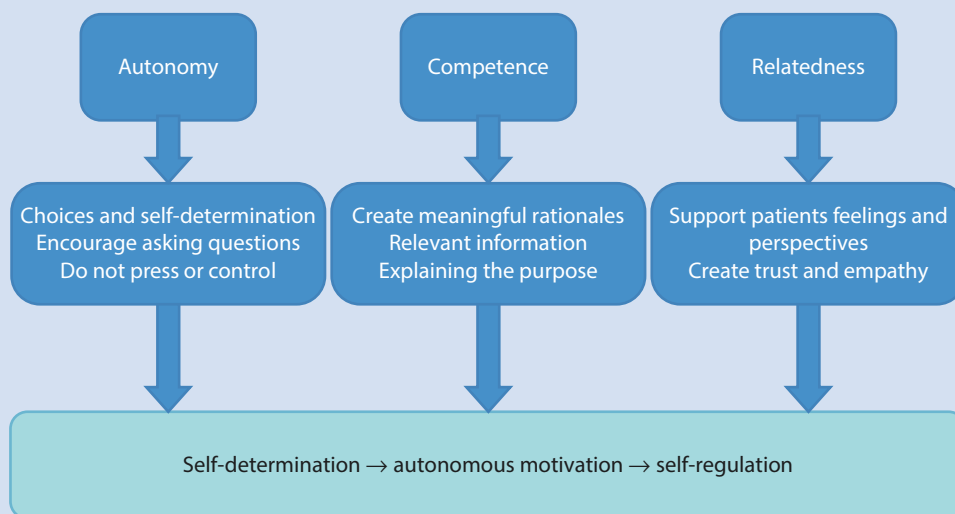 Autonomy
Competence
Relatedness
Choices and self-determination
Encourage asking questions
Do not press or control
Create meaningful rationales
Relevant information
Explaining the purpose
Support patients feelings and
perspectives
Create trust and empathy
Self-determination → autonomous motivation → self-regulation